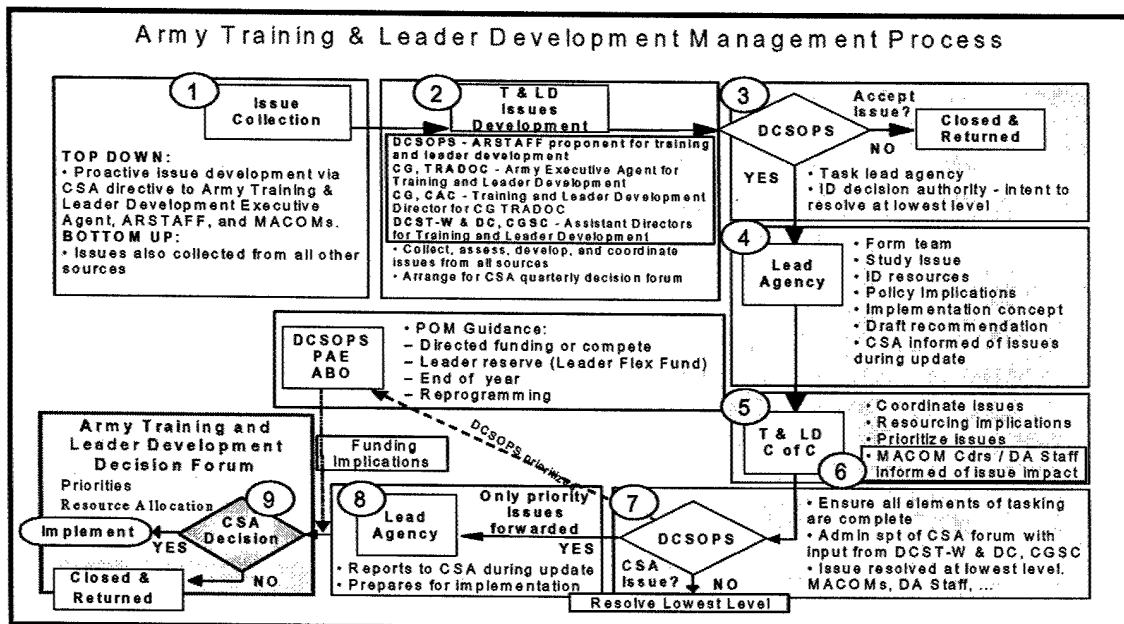 Army Training & Leader Development Management Process
1
Issue
Collection
TOP DOWN:
• Proactive issue development via
CSA directive to Army Training &
Leader Development Executive
Agent, ARSTAFF, and MACOMs.
BOTTOM UP:
• Issues also collected from all other
sources
2
T & LD
Issues
Development
DCSOPS - ARSTAFF proponent for training
and leader development
CG, TRADOC - Army Executive Agent for
Training and Leader Development
CG, CAC - Training and Leader Development
Director for CG TRADOC
DCST-W & DC, CGSC - Assistant Directors
for Training and Leader Development
• Collect, assess, develop, and coordinate
issues from all sources
• Arrange for CSA quarterly decision forum
3
Accept
Issue?
DCSOPS
Closed &
Returned
NO
YES
• Task lead agency
• ID decision authority - intent to
resolve at lowest level
4
Lead
Agency
• Form team
• Study Issue
• ID resources
• Policy Implications
• Implementation concept
• Draft recommendation
• CSA informed of issues
during update
DCSOPS
PAE
ABO
• POM Guidance:
– Directed funding or compete
– Leader reserve (Leader Flex Fund)
– End of year
– Reprogramming
5
T & LD
C of C
• Coordinate issues
• Resourcing implications
• Prioritize issues
• MACOM Cdrs / DA Staff
informed of issue impact
6
DCSOPS prioritize
Funding
Implications
Army Training and
Leader Development
Decision Forum
Priorities
Resource Allocation
9
CSA
Decision
Implement
YES
NO
Closed &
Returned
8
Lead
Agency
Only priority
issues
forwarded
• Reports to CSA during update
• Prepares for implementation
7
DCSOPS
YES
CSA
Issue?
NO
Resolve Lowest Level
• Ensure all elements of tasking
are complete
• Admin spt of CSA forum with
input from DCST-W & DC, CGSC
• Issue resolved at lowest level.
MACOMs, DA Staff, ...